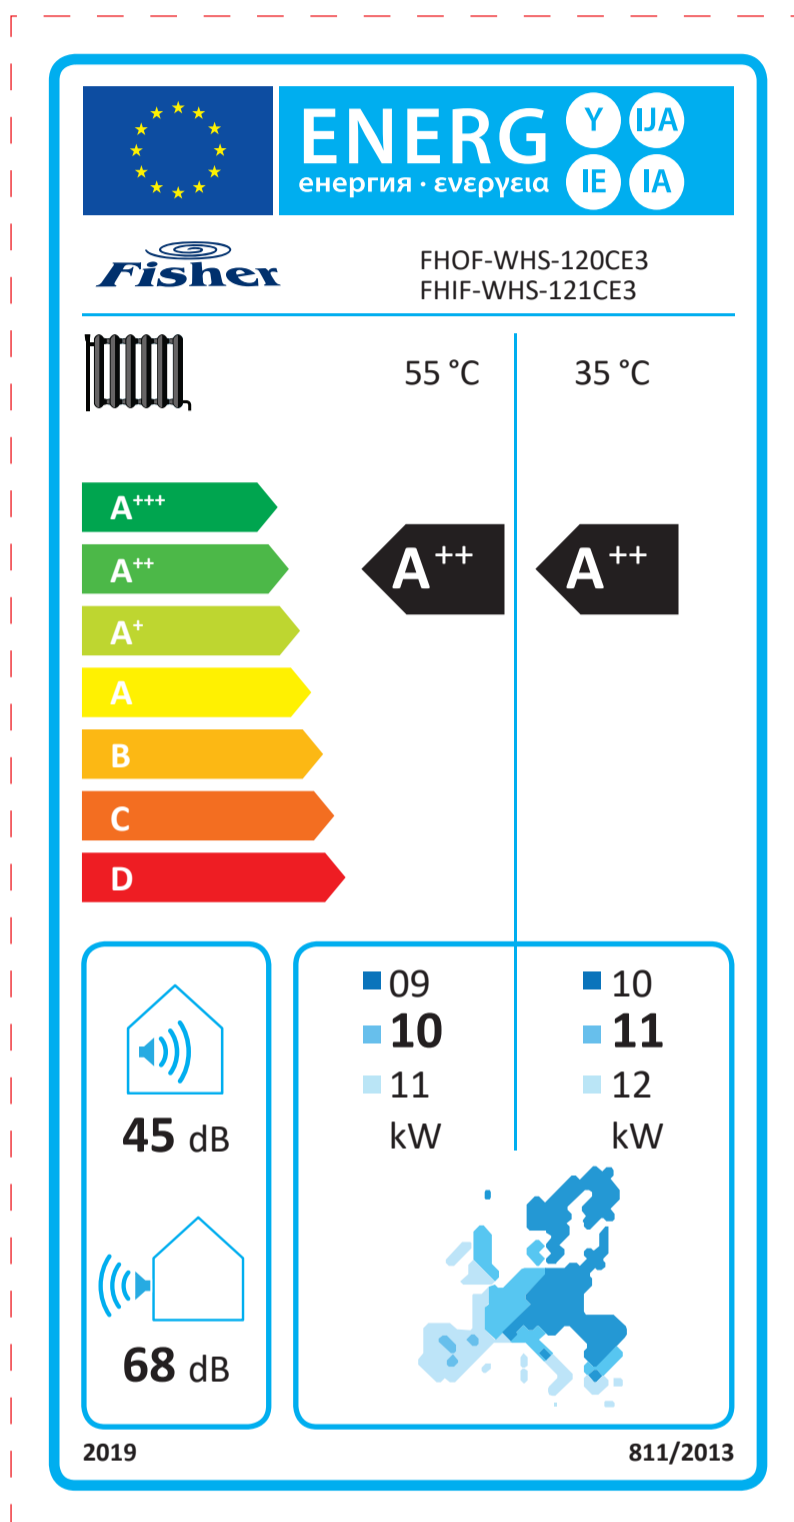 ENERG Y IJA
енергия · ενεργεια IE IA
Fisher
FHOF-WHS-120CE3
FHIF-WHS-121CE3
55 °C 35 °C
A+++
A++ A++ A++
A+
A
B
C
D
09 10
10 11
11 12
kW kW
45 dB
68 dB
2019 811/2013